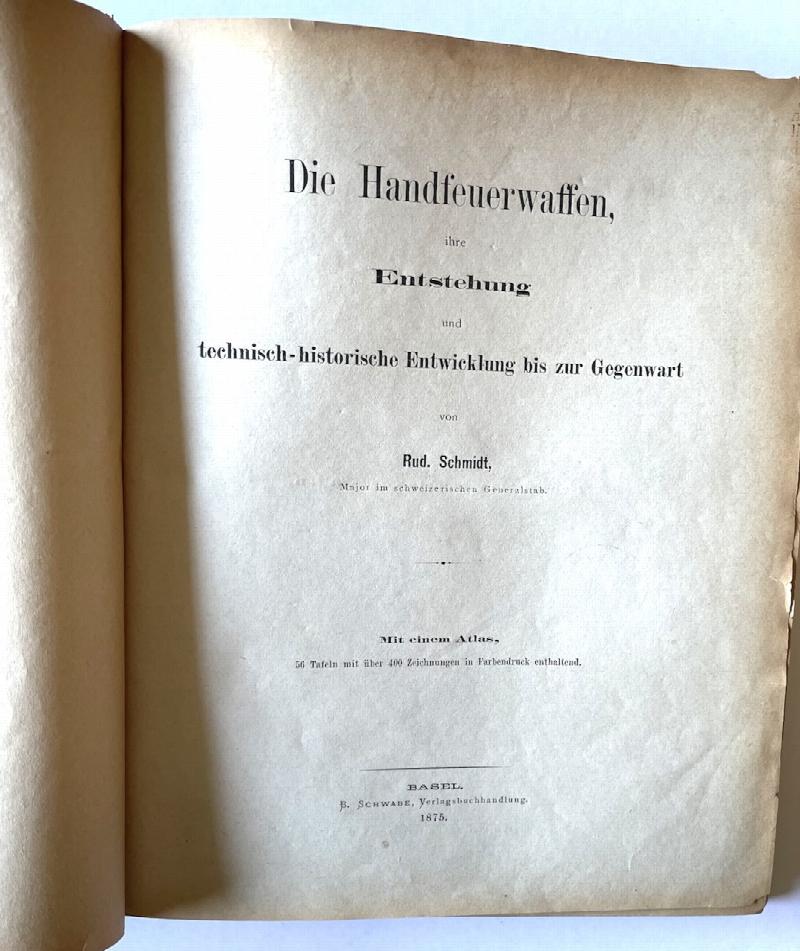 Die Handfeuerwaffen,
ihre
Entstehung
und
technisch-historische Entwicklung bis zur Gegenwart
von
Rud. Schmidt,
Major im schweizerischen Generalstab.
Mit einem Atlas,
56 Tafeln mit über 400 Zeichnungen in Farbendruck enthaltend.
BASEL.
B. SCHWABE, Verlagsbuchhandlung.
1875.